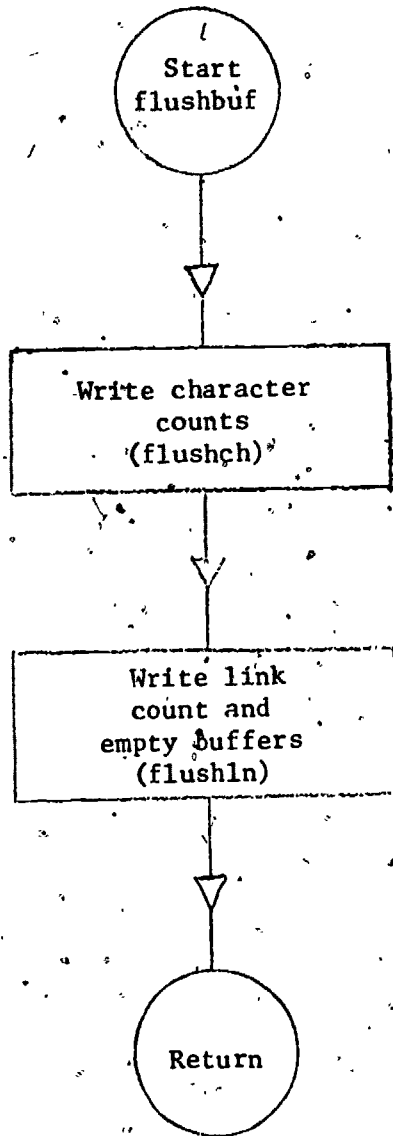 Start
flushbuf
Write character
counts
(flushch)
Write link
count and
empty buffers
(flushln)
Return